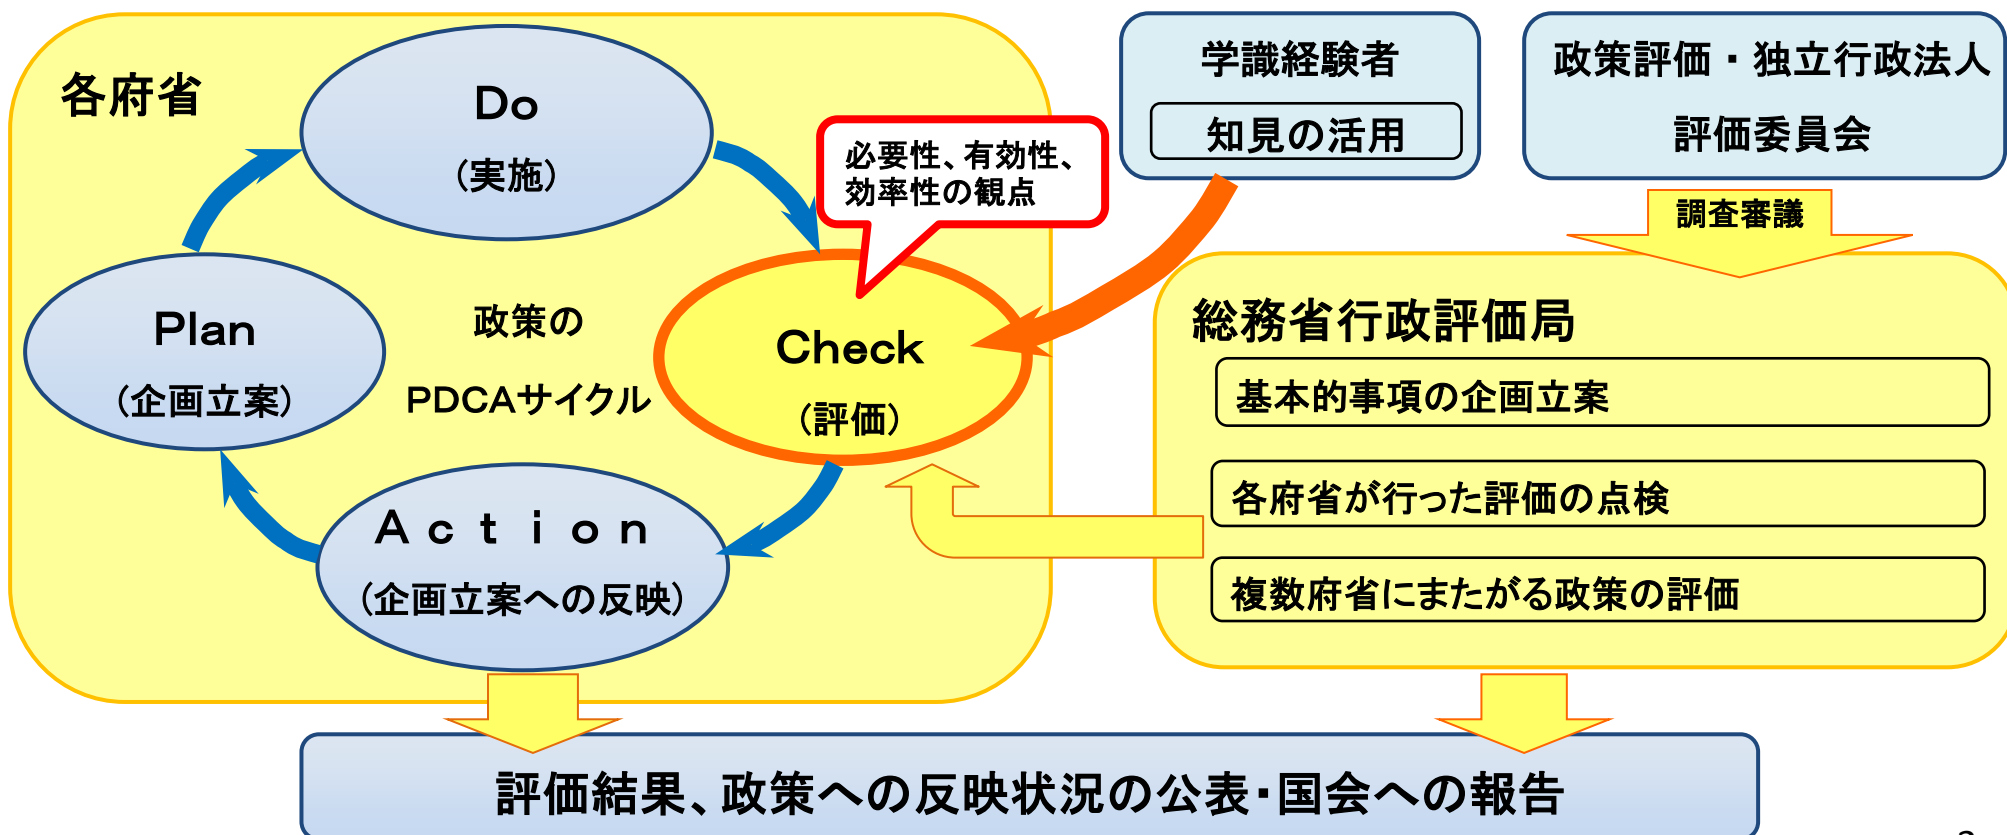 各府省
Do
(実施)
必要性、有効性、
効率性の観点
Plan
(企画立案)
政策の
PDCAサイクル
Check
(評価)
Action
(企画立案への反映)
学識経験者
知見の活用
政策評価・独立行政法人
評価委員会
調査審議
総務省行政評価局
基本的事項の企画立案
各府省が行った評価の点検
複数府省にまたがる政策の評価
評価結果、政策への反映状況の公表・国会への報告